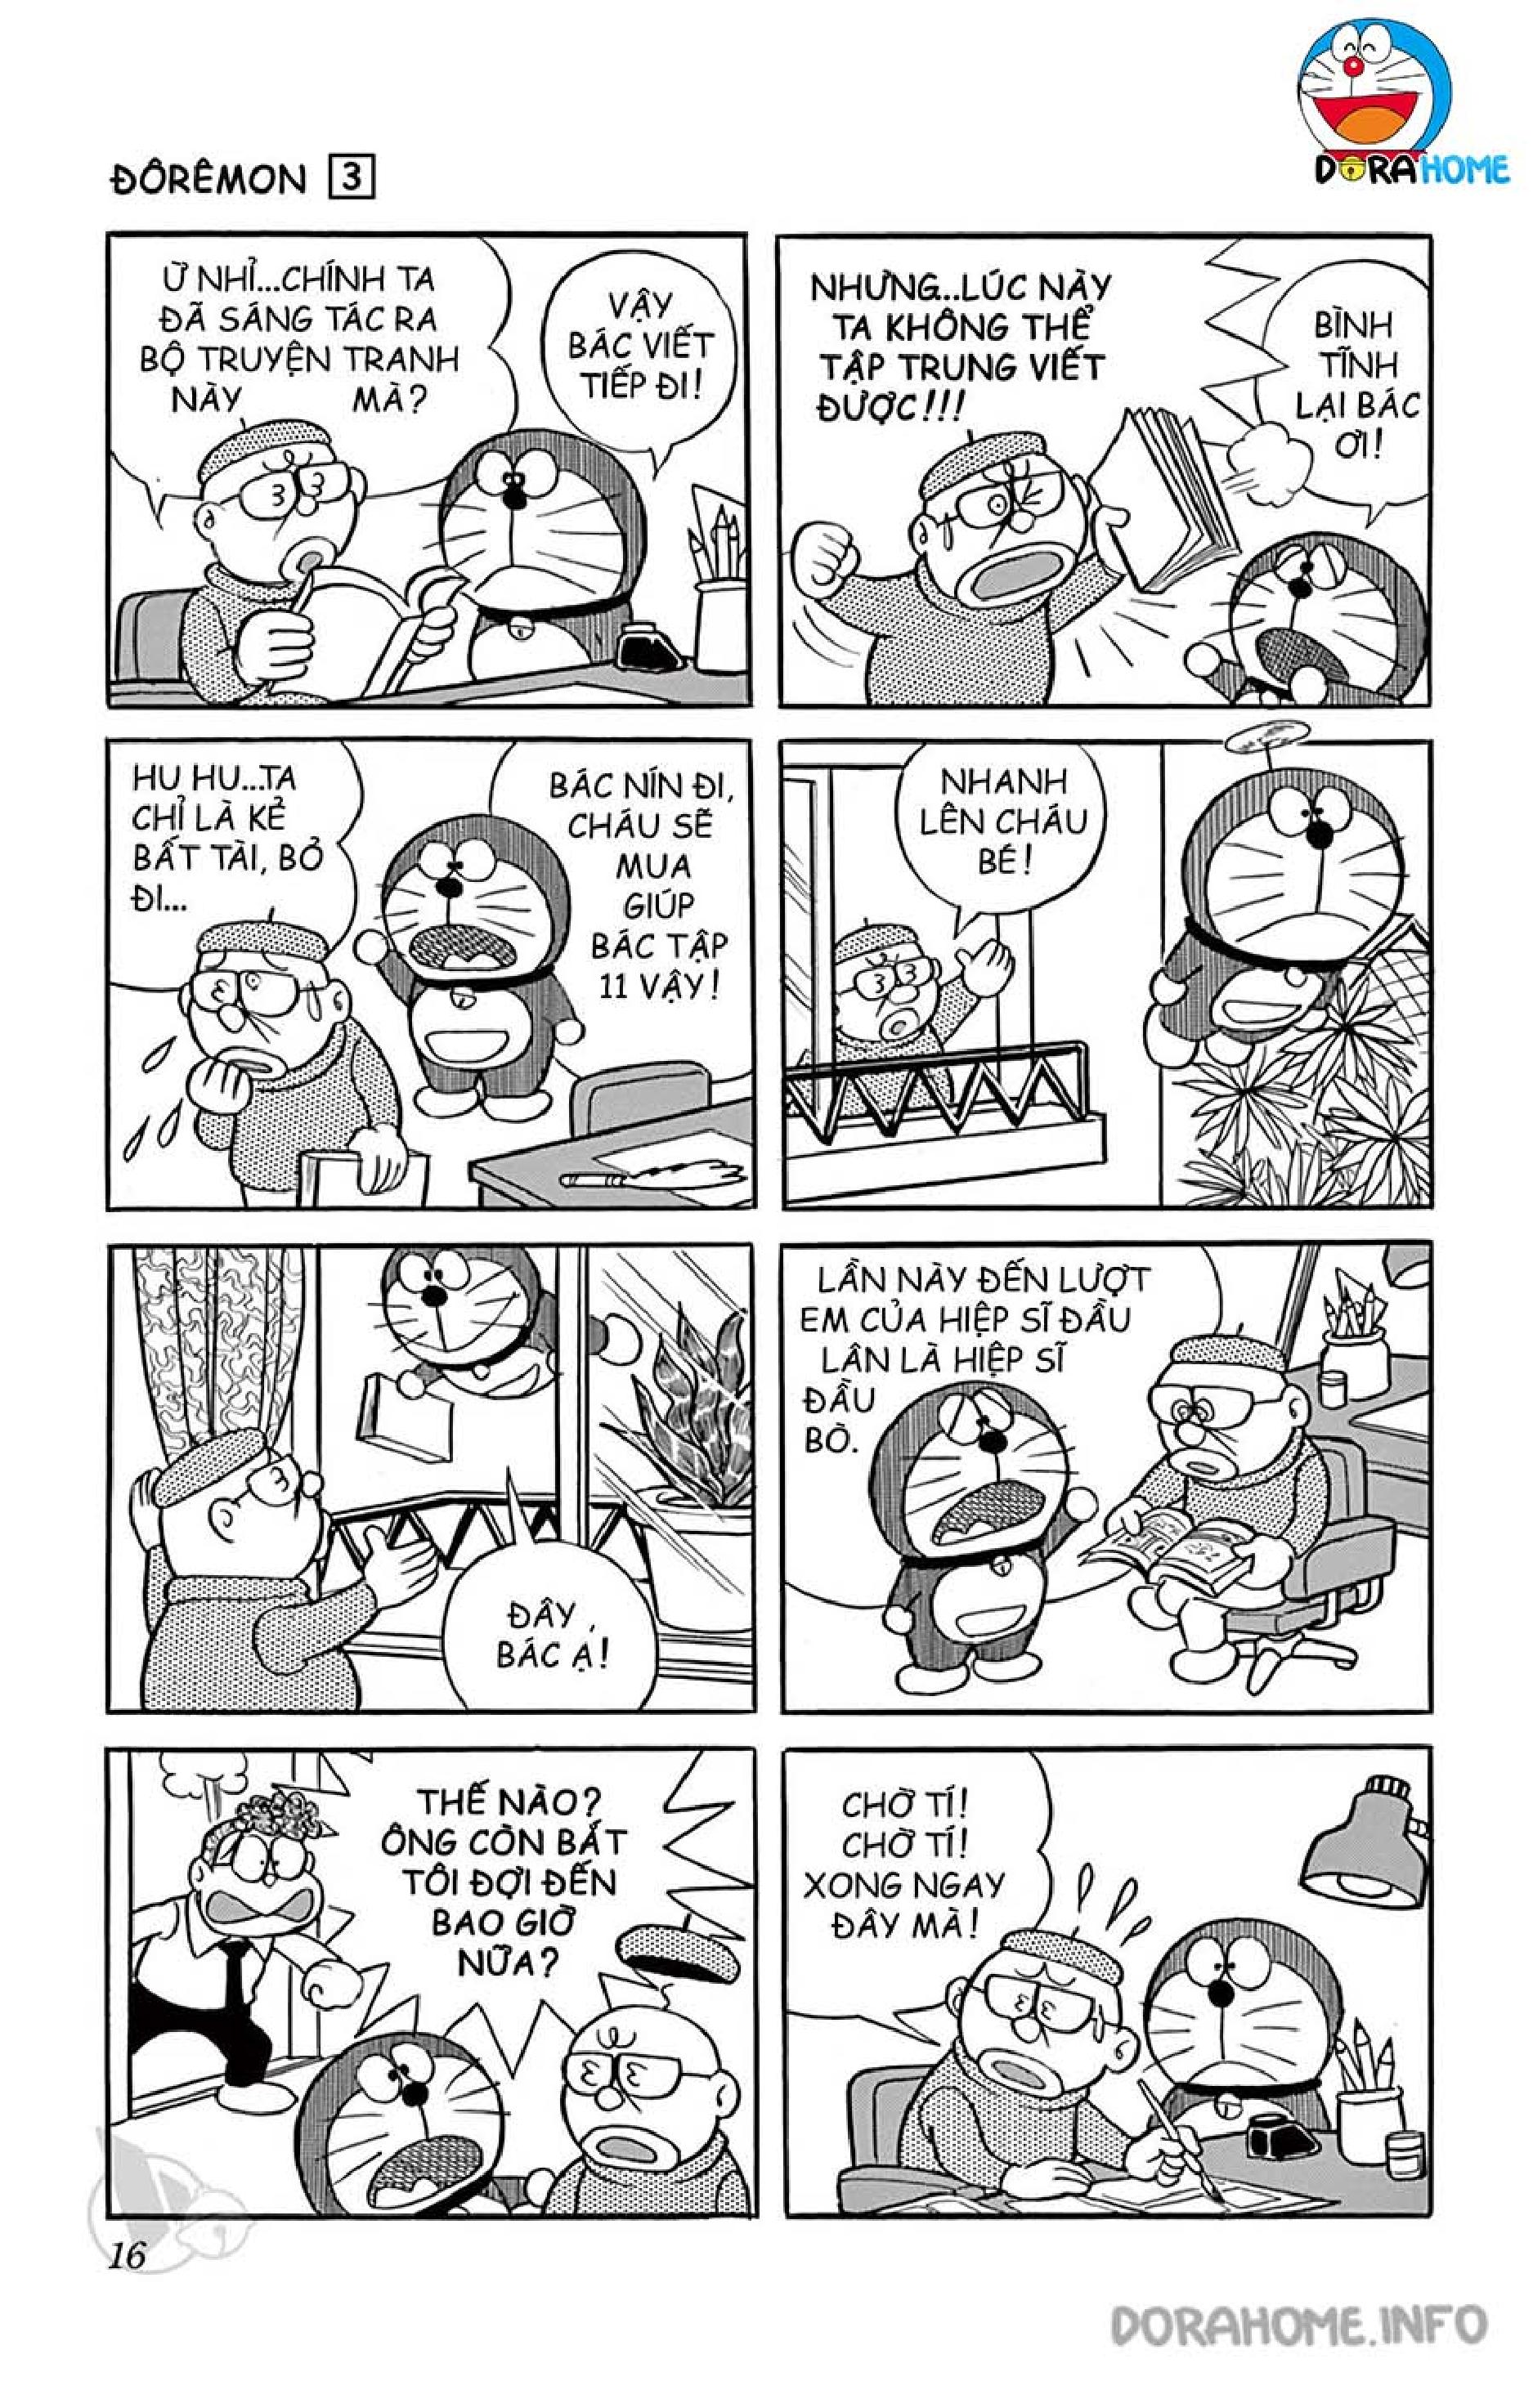 DORAHOME
ĐÔRÊMON 3
Ừ NHỈ...CHÍNH TA
ĐÃ SÁNG TÁC RA
BỘ TRUYỆN TRANH
NÀY MÀ?
VẬY
BÁC VIẾT
TIẾP ĐI!
NHƯNG...LÚC NÀY
TA KHÔNG THỂ
TẬP TRUNG VIẾT
ĐƯỢC!!!
BÌNH
TĨNH
LẠI BÁC
ƠI!
HU HU...TA
CHỈ LÀ KẺ
BẤT TÀI, BỎ
ĐI...
BÁC NÍN ĐI,
CHÁU SẼ
MUA
GIÚP
BÁC TẬP
11 VẬY!
NHANH
LÊN CHÁU
BÉ!
ĐÂY,
BÁC Ạ!
LẦN NÀY ĐẾN LƯỢT
EM CỦA HIỆP SĨ ĐẦU
LÂN LÀ HIỆP SĨ
ĐẦU
BÒ.
THẾ NÀO?
ÔNG CÒN BẮT
TÔI ĐỢI ĐẾN
BAO GIỜ
NỮA?
CHỜ TÍ!
CHỜ TÍ!
XONG NGAY
ĐÂY MÀ!
16
DORAHOME.INFO